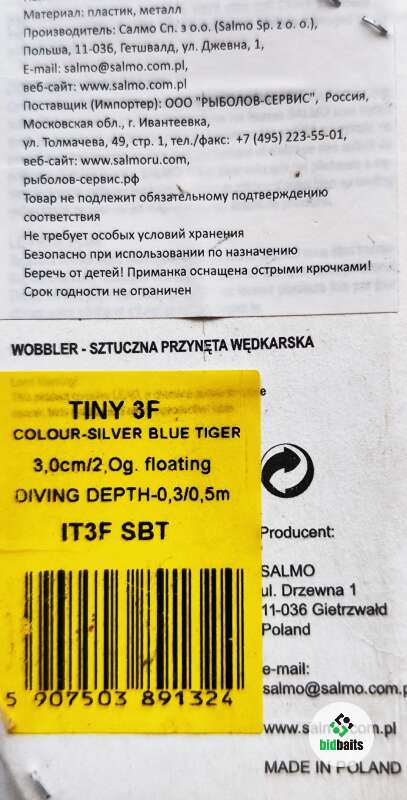 Материал: пластик, металл
Производитель: Салмо Сп. з о.о. (Salmo Sp. z o. o.),
Польша, 11-036, Гетшвалд, ул. Джевна, 1,
E-mail: salmo@salmo.com.pl,
веб-сайт: www.salmo.com.pl
Поставщик (Импортер): ООО "РЫБОЛОВ-СЕРВИС", Россия,
Московская обл., г. Ивантеевка,
ул. Толмачева, 49, стр. 1, тел./факс: +7 (495) 223-55-01,
веб-сайт: www.salmoru.com,
рыболов-сервис.рф
Товар не подлежит обязательному подтверждению
соответствия
Не требует особых условий хранения
Безопасно при использовании по назначению
Беречь от детей! Приманка оснащена острыми крючками!
Срок годности не ограничен
WOBBLER - SZTUCZNA PRZYNĘTA WĘDKARSKA
TINY 3F
COLOUR-SILVER BLUE TIGER
3,0cm/2,0g. floating
DIVING DEPTH-0,3/0,5m
IT3F SBT
5 907503 891324
Producent:
SALMO
ul. Drzewna 1
11-036 Gietrzwałd
Poland
e-mail:
salmo@salmo.com.p
www.salmo.com.pl
bidbaits
MADE IN POLAND